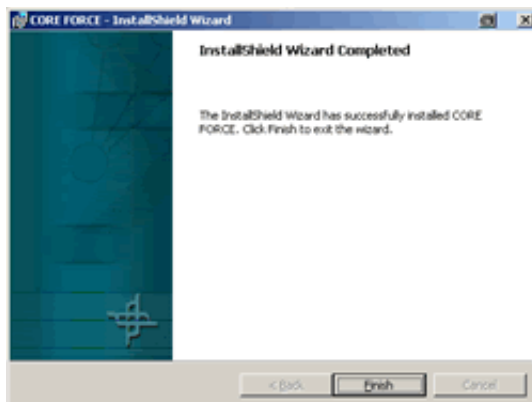 CORE FORCE - InstallShield Wizard
InstallShield Wizard Completed
The InstallShield Wizard has successfully installed CORE
FORCE. Click Finish to exit the wizard.
< Back
Finish
Cancel